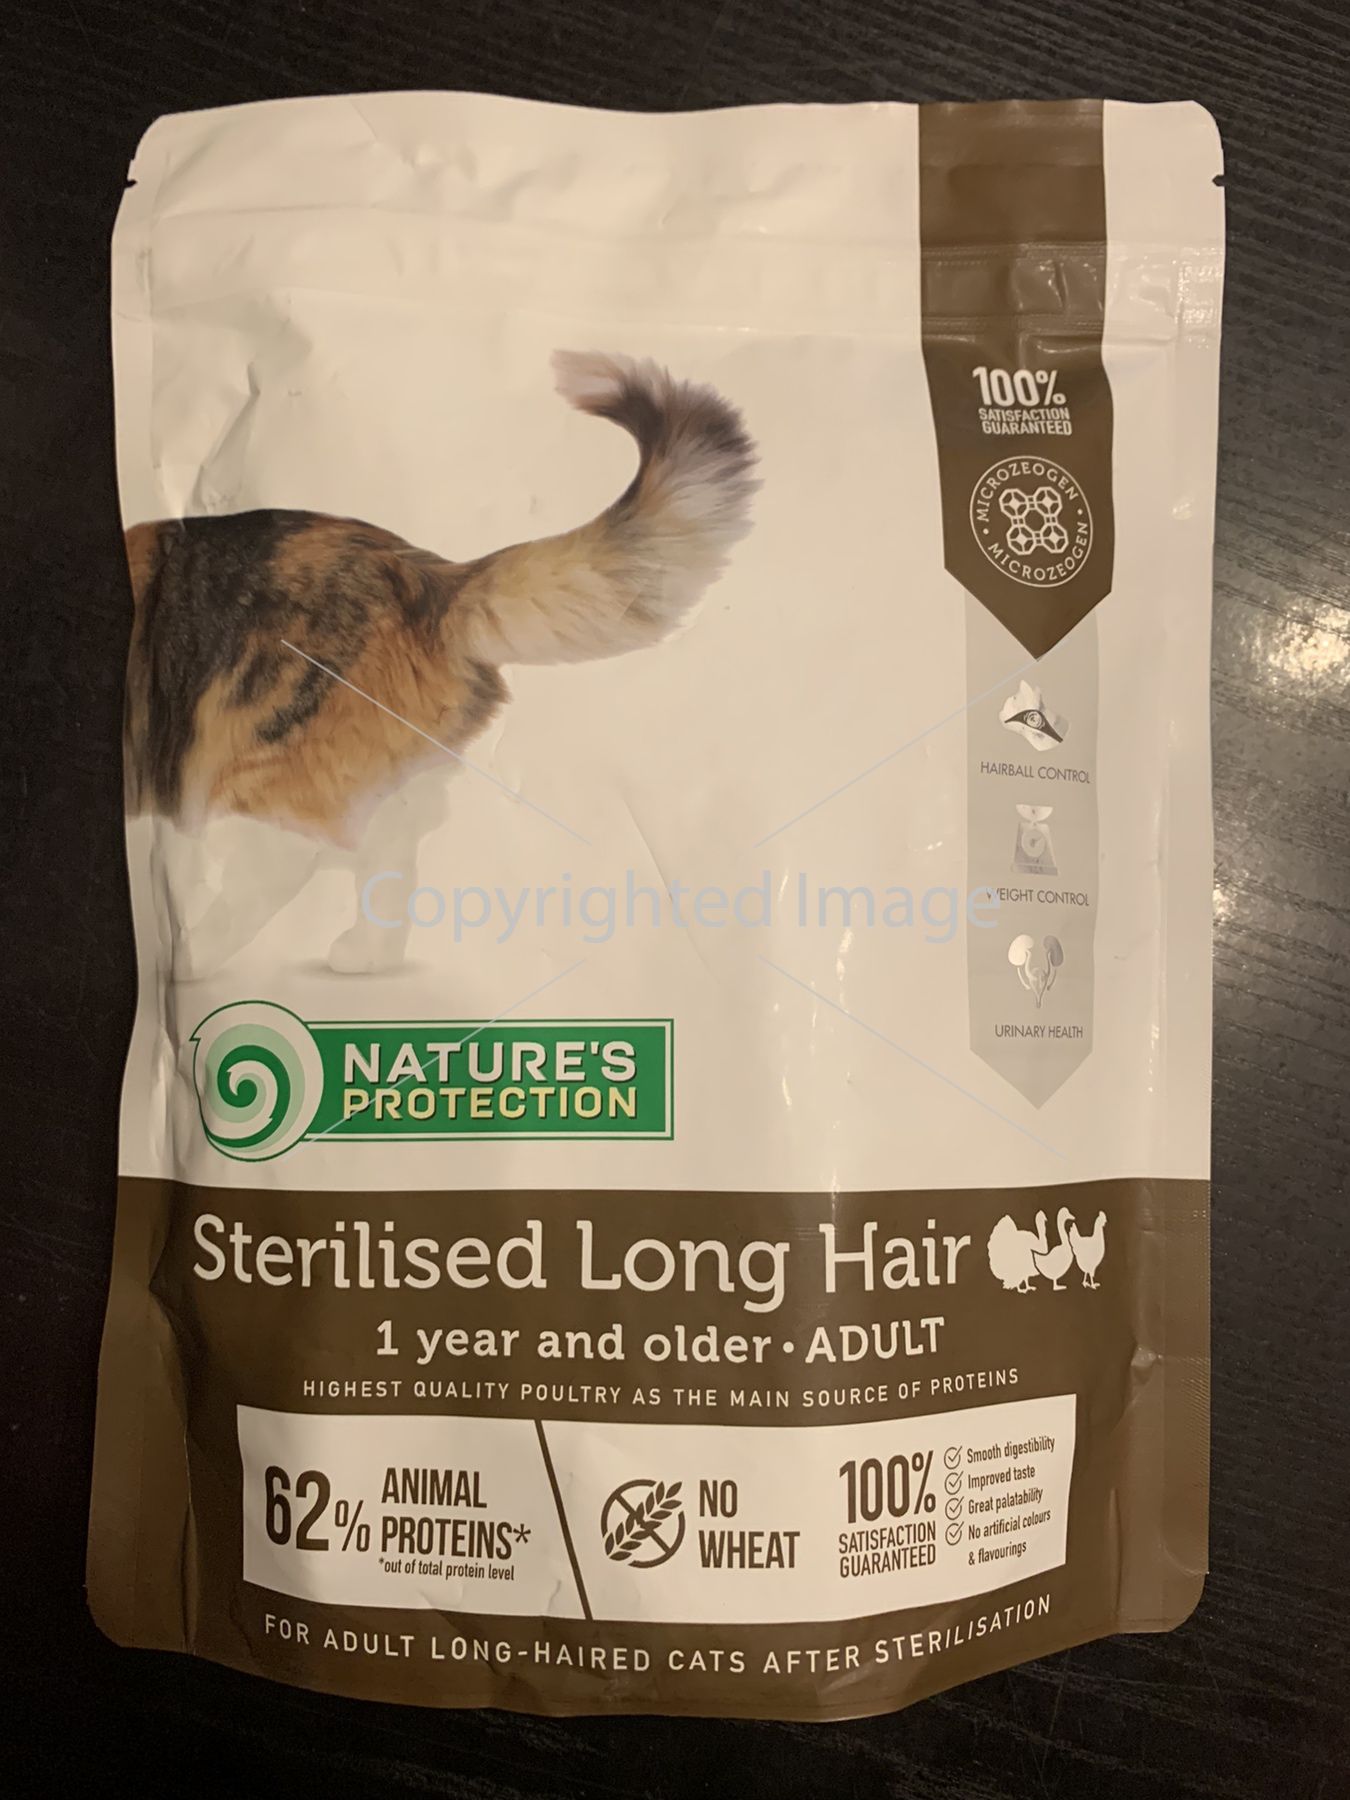 100%
SATISFACTION
GUARANTEED
MICROZEOGEN • MICROZEOGEN •
HAIRBALL CONTROL
WEIGHT CONTROL
Copyrighted Image
URINARY HEALTH
NATURE'S
PROTECTION
Sterilised Long Hair
1 year and older • ADULT
HIGHEST QUALITY POULTRY AS THE MAIN SOURCE OF PROTEINS
62% ANIMAL
PROTEINS*
*out of total protein level
NO
WHEAT
100%
SATISFACTION
GUARANTEED
Smooth digestibility
Improved taste
Great palatability
No artificial colours
& flavourings
FOR ADULT LONG-HAIRED CATS AFTER STERILISATION